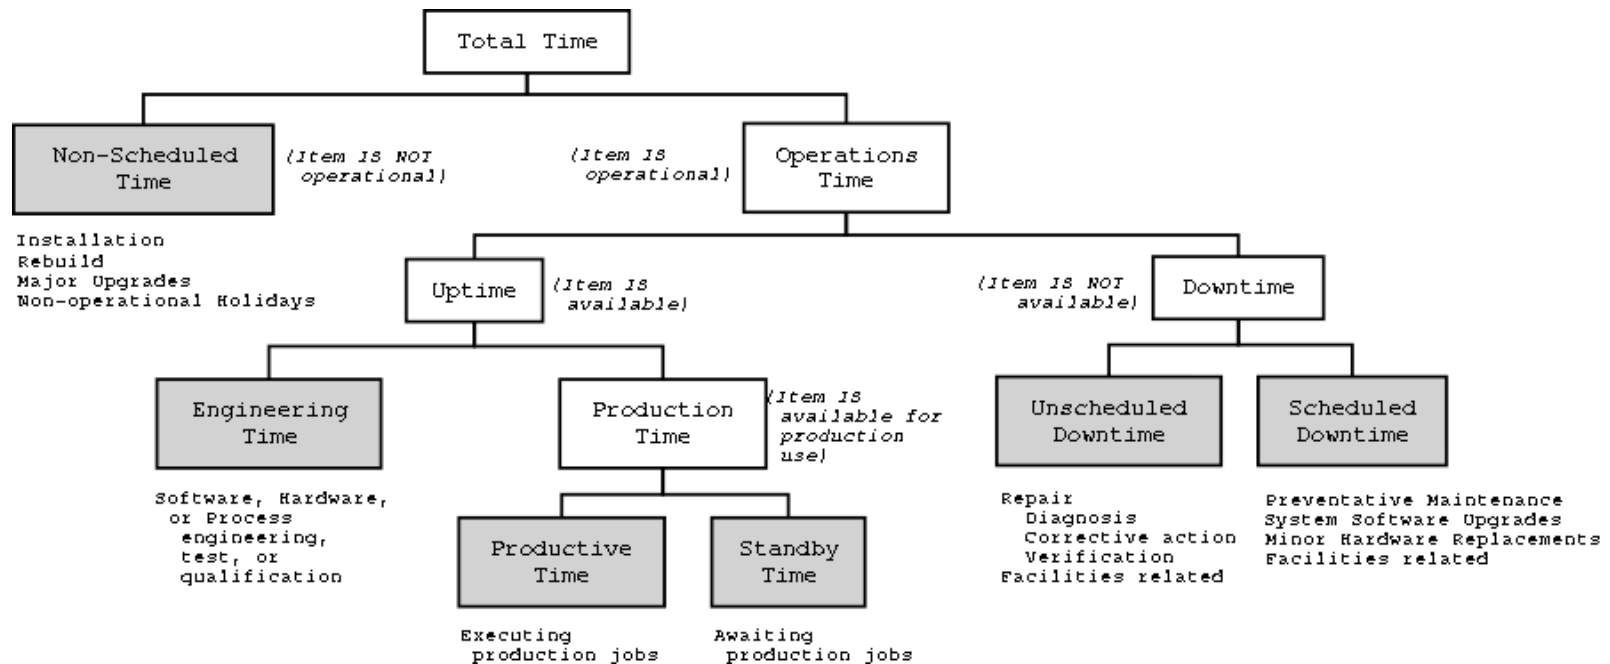 Total Time
Non-Scheduled
Time
(Item IS NOT
operational)
(Item IS
operational)
Operations
Time
Installation
Rebuild
Major Upgrades
Non-operational Holidays
Uptime
(Item IS
available)
(Item IS NOT
available)
Downtime
Engineering
Time
Production
Time
(Item IS
available for
production
use)
Unscheduled
Downtime
Scheduled
Downtime
Software, Hardware,
or Process
engineering,
test, or
qualification
Productive
Time
Standby
Time
Repair
Diagnosis
Corrective action
Verification
Facilities related
Preventative Maintenance
System Software Upgrades
Minor Hardware Replacements
Facilities related
Executing
production jobs
Awaiting
production jobs